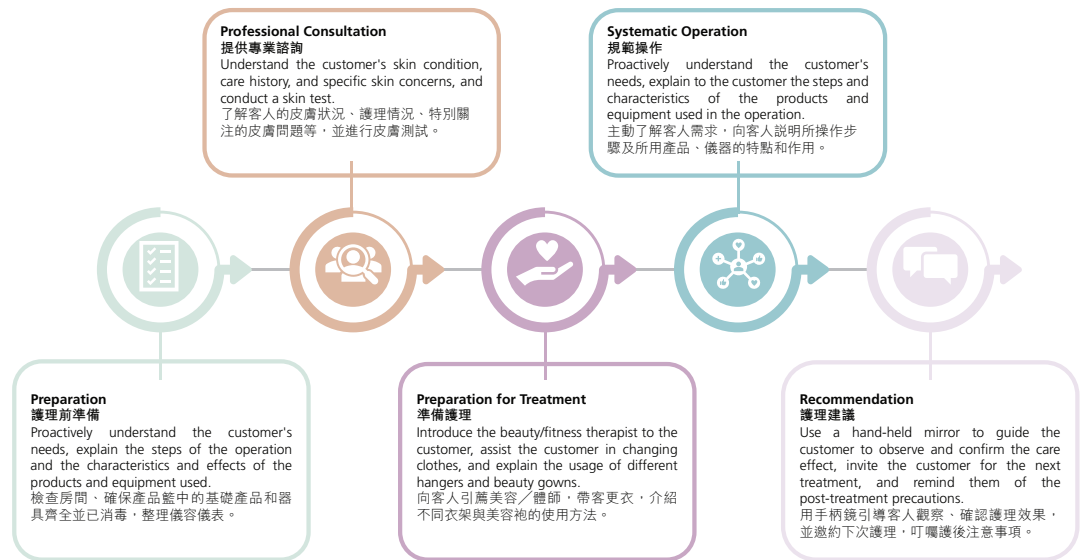 Professional Consultation
提供專業諮詢
Understand the customer's skin condition,
care history, and specific skin concerns, and
conduct a skin test.
了解客人的皮膚狀況、護理情況、特別關
注的皮膚問題等，並進行皮膚測試。
Systematic Operation
規範操作
Proactively understand the customer's
needs, explain to the customer the steps and
characteristics of the products and
equipment used in the operation.
主動了解客人需求，向客人說明所操作步
驟及所用產品、儀器的特點和作用。
Preparation
護理前準備
Proactively understand the customer's
needs, explain the steps of the operation
and the characteristics and effects of the
products and equipment used.
檢查房間、確保產品籃中的基礎產品和器
具齊全並已消毒，整理儀容儀表。
Preparation for Treatment
準備護理
Introduce the beauty/fitness therapist to the
customer, assist the customer in changing
clothes, and explain the usage of different
hangers and beauty gowns.
向客人引薦美容／體師，帶客更衣，介紹
不同衣架與美容袍的使用方法。
Recommendation
護理建議
Use a hand-held mirror to guide the
customer to observe and confirm the care
effect, invite the customer for the next
treatment, and remind them of the
post-treatment precautions.
用手柄鏡引導客人觀察、確認護理效果，
並邀約下次護理，叮囑護後注意事項。